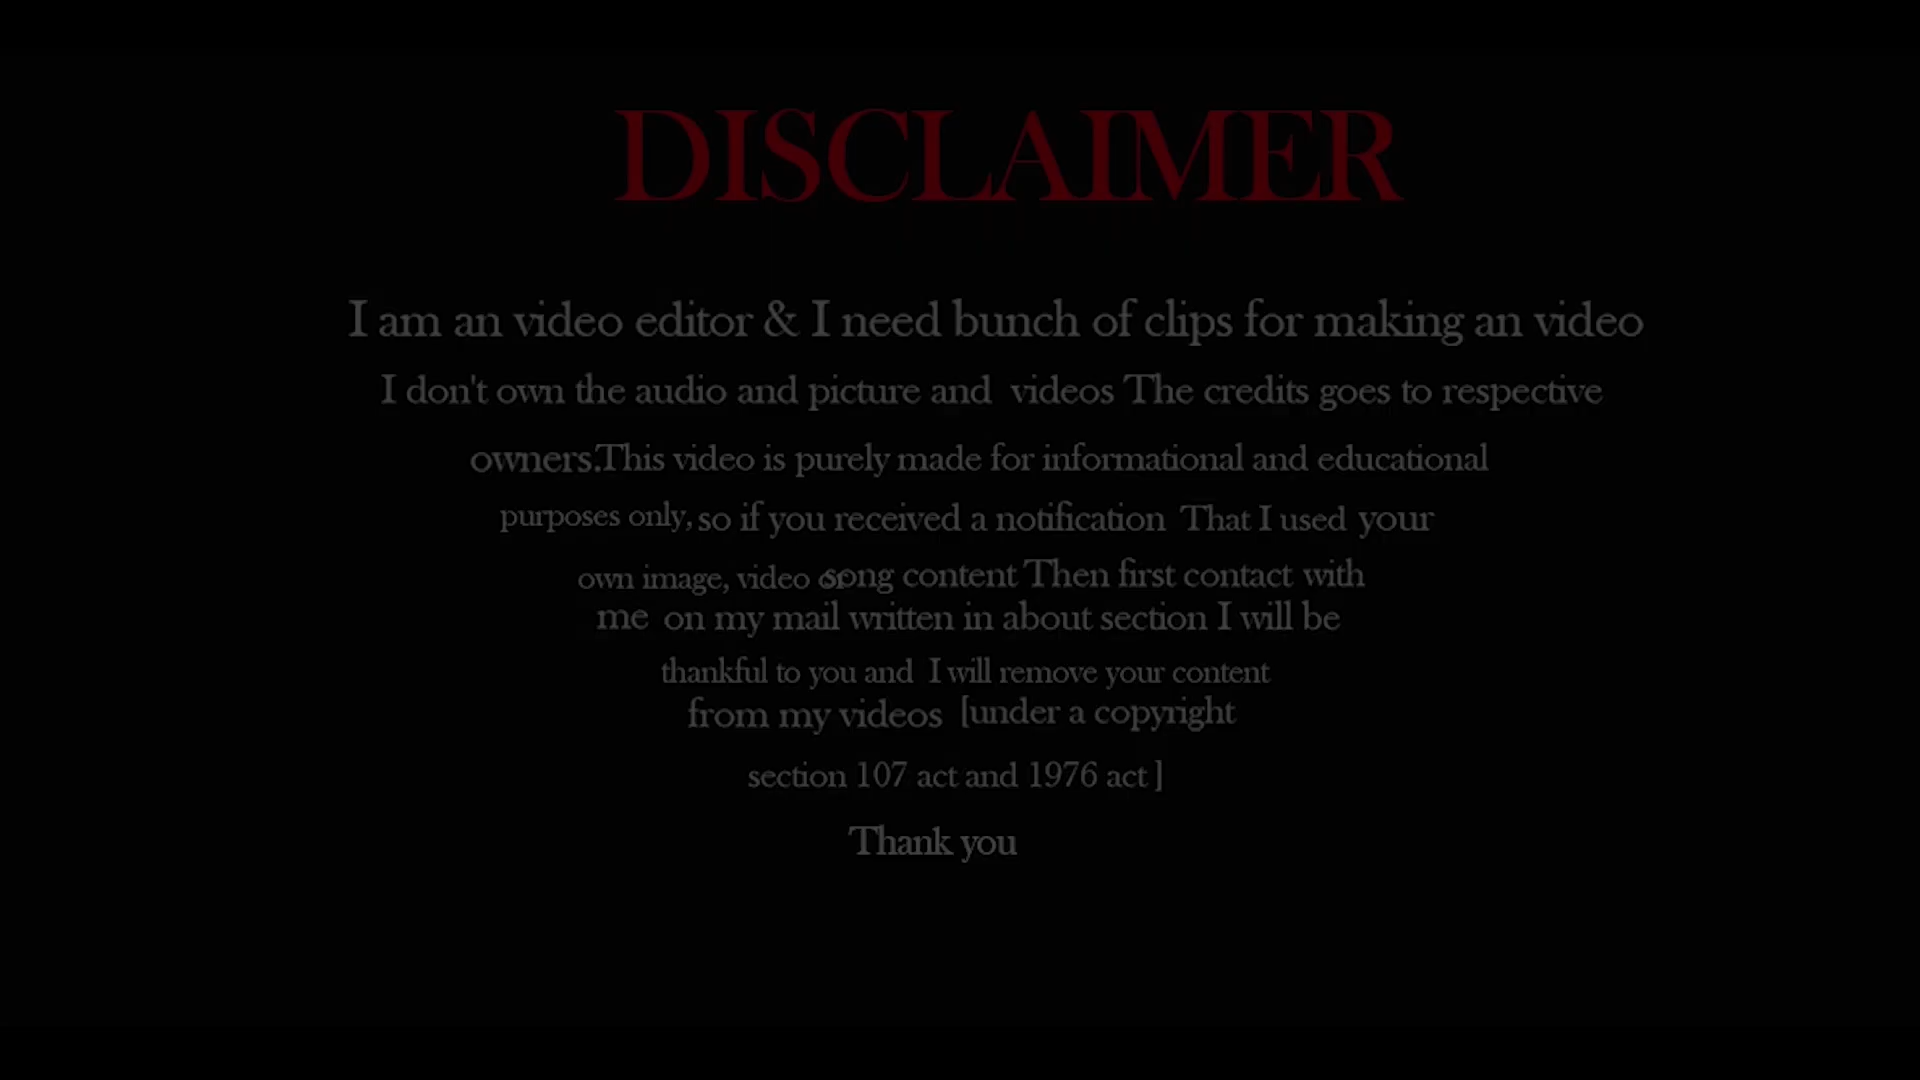 DISCLAIMER
I am an video editor & I need bunch of clips for making an video
I don't own the audio and picture and videos The credits goes to respective
owners.This video is purely made for informational and educational
purposes only, so if you received a notification That I used your
own image, video or song content Then first contact with
me on my mail written in about section I will be
thankful to you and I will remove your content
from my videos [under a copyright
section 107 act and 1976 act ]
Thank you